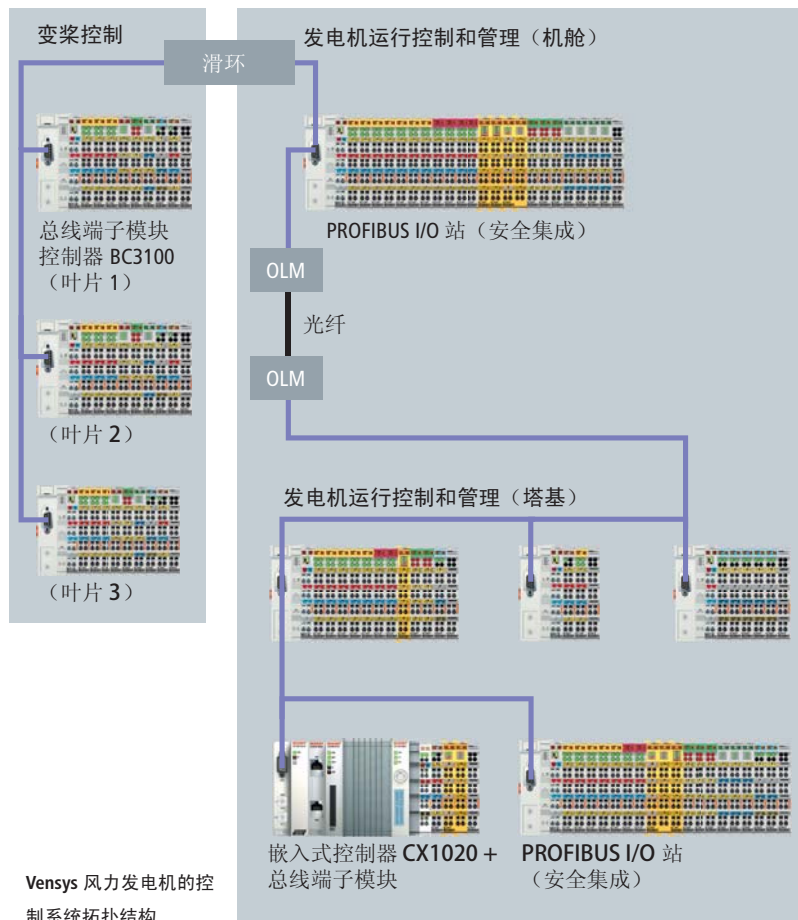 变桨控制
滑环
发电机运行控制和管理（机舱）
总线端子模块
控制器 BC3100
（叶片 1）
（叶片 2）
（叶片 3）
PROFIBUS I/O 站（安全集成）
OLM
光纤
OLM
发电机运行控制和管理（塔基）
嵌入式控制器 CX1020 +
总线端子模块
PROFIBUS I/O 站
（安全集成）
Vensys 风力发电机的控
制系统拓扑结构